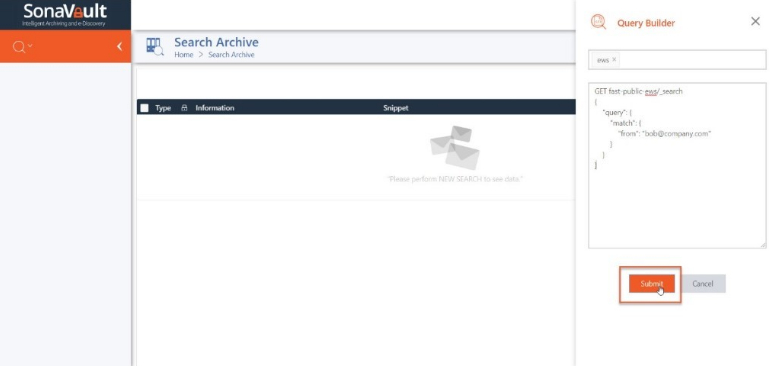 SonaVault
Intelligent Archiving and e-Discovery
Search Archive
Home > Search Archive
Type Information Snippet
"Please perform NEW SEARCH to see data."
Query Builder
ews ×
GET fast-public-ews/_search
{
"query": {
"match": {
"from": "bob@company.com"
}
}
}
Submit Cancel